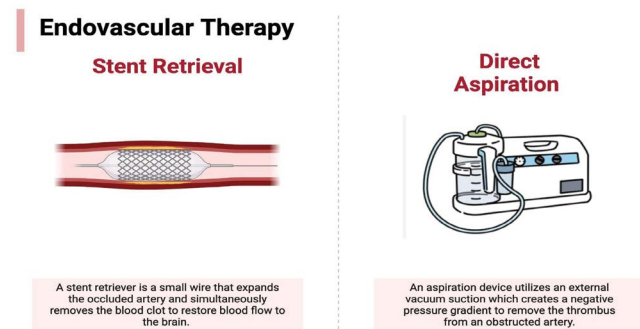 Endovascular Therapy
Stent Retrieval
A stent retriever is a small wire that expands
the occluded artery and simultaneously
removes the blood clot to restore blood flow to
the brain.
Direct
Aspiration
An aspiration device utilizes an external
vacuum suction which creates a negative
pressure gradient to remove the thrombus
from an obstructed artery.